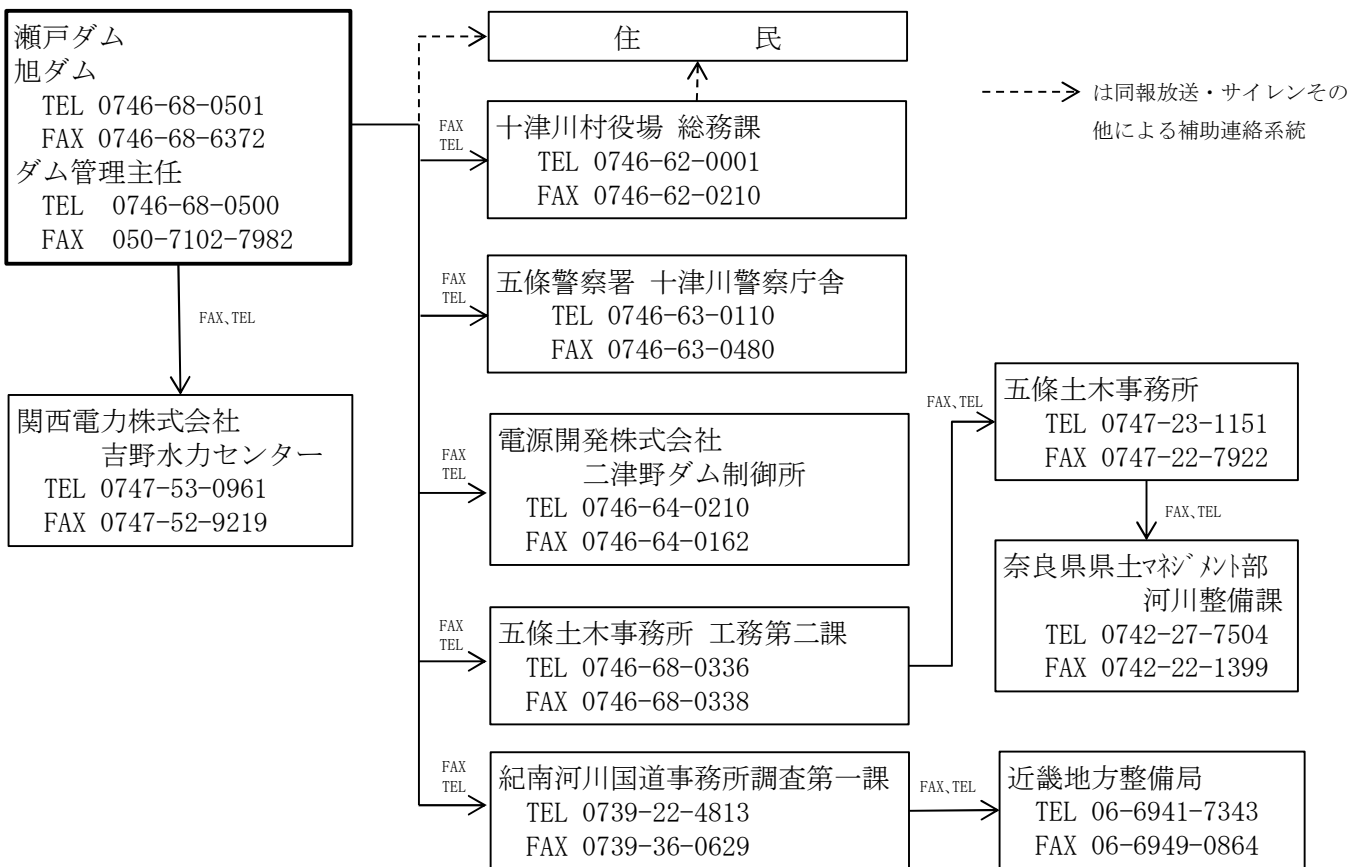 瀬戸ダム
旭ダム
TEL 0746-68-0501
FAX 0746-68-6372
ダム管理主任
TEL 0746-68-0500
FAX 050-7102-7982
FAX、TEL
関西電力株式会社
吉野水力センター
TEL 0747-53-0961
FAX 0747-52-9219
住 民
は同報放送・サイレンその
他による補助連絡系統
FAX
TEL
十津川村役場 総務課
TEL 0746-62-0001
FAX 0746-62-0210
FAX
TEL
五條警察署 十津川警察庁舎
TEL 0746-63-0110
FAX 0746-63-0480
FAX
TEL
電源開発株式会社
二津野ダム制御所
TEL 0746-64-0210
FAX 0746-64-0162
FAX
TEL
五條土木事務所 工務第二課
TEL 0746-68-0336
FAX 0746-68-0338
FAX、TEL
五條土木事務所
TEL 0747-23-1151
FAX 0747-22-7922
FAX、TEL
奈良県県土マネジメント部
河川整備課
TEL 0742-27-7504
FAX 0742-22-1399
FAX
TEL
紀南河川国道事務所調査第一課
TEL 0739-22-4813
FAX 0739-36-0629
FAX、TEL
近畿地方整備局
TEL 06-6941-7343
FAX 06-6949-0864